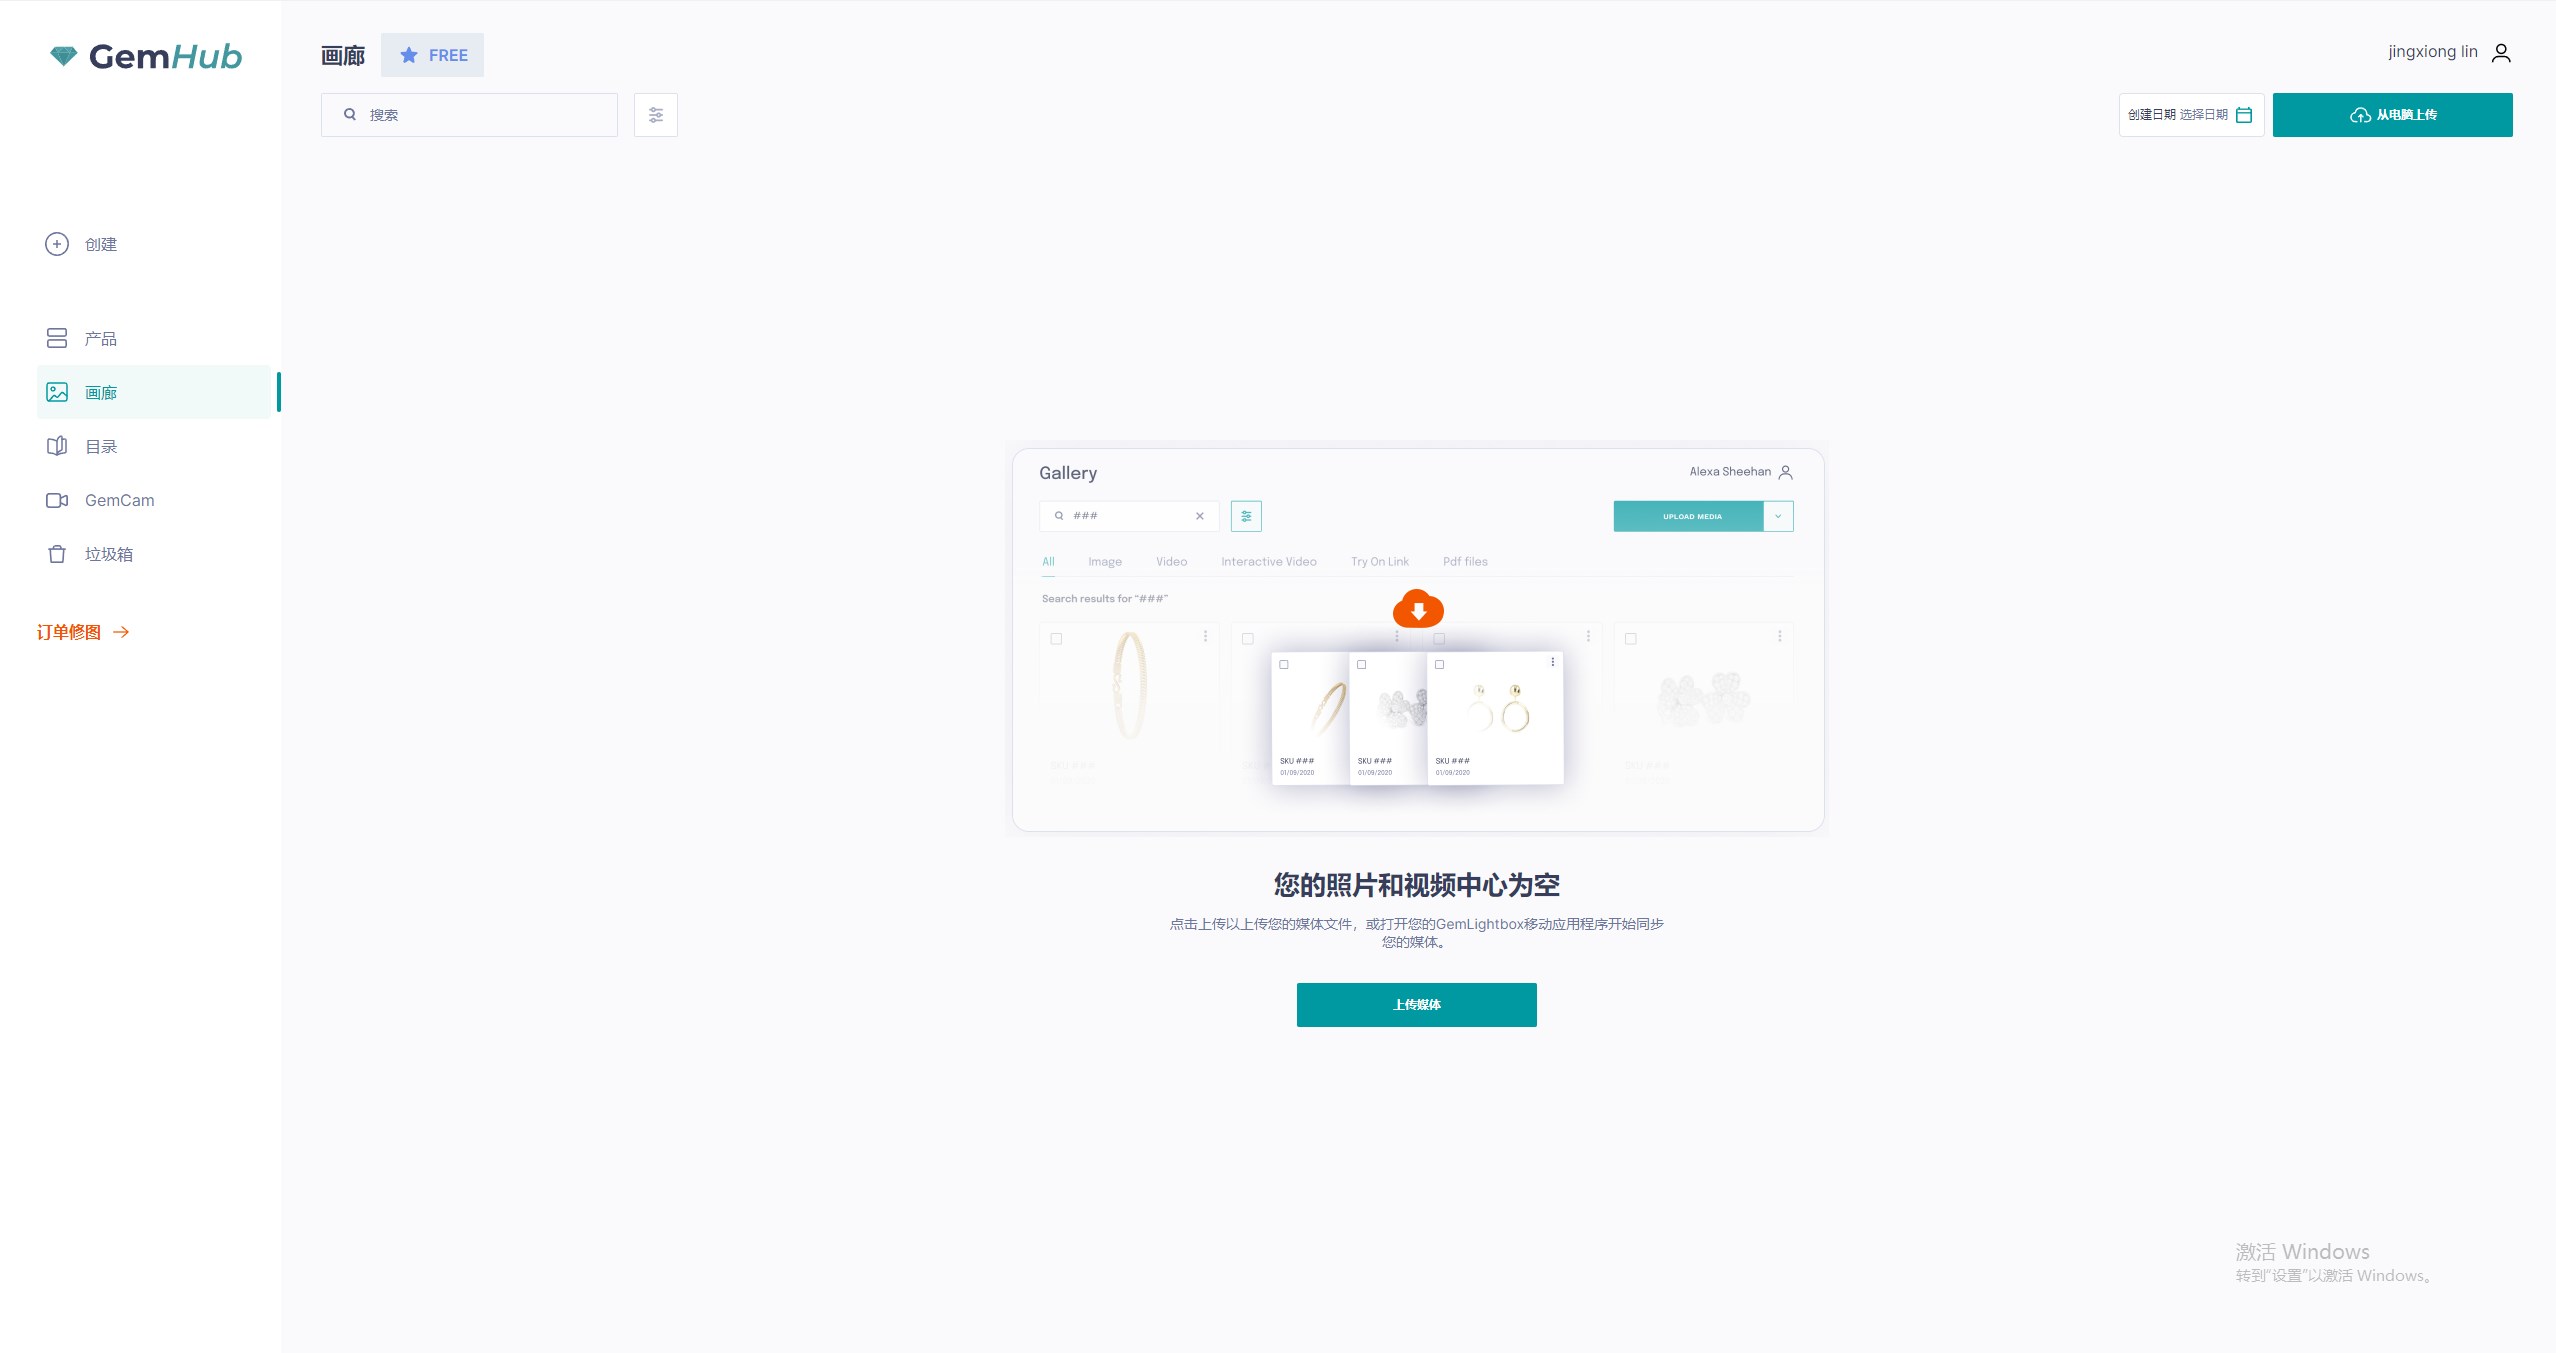 GemHub
画廊
FREE
jingxiong lin
搜索
创建日期 选择日期
从电脑上传
创建
产品
画廊
目录
GemCam
垃圾箱
订单修图
Gallery
Alexa Sheehan
###
UPLOAD MEDIA
All Image Video Interactive Video Try On Link Pdf files
Search results for “###”
SKU ### SKU ### SKU ###
01/09/2020 01/09/2020 01/09/2020
您的照片和视频中心为空
点击上传以上传您的媒体文件，或打开您的GemLightbox移动应用程序开始同步
您的媒体。
上传媒体
激活 Windows
转到"设置"以激活 Windows。